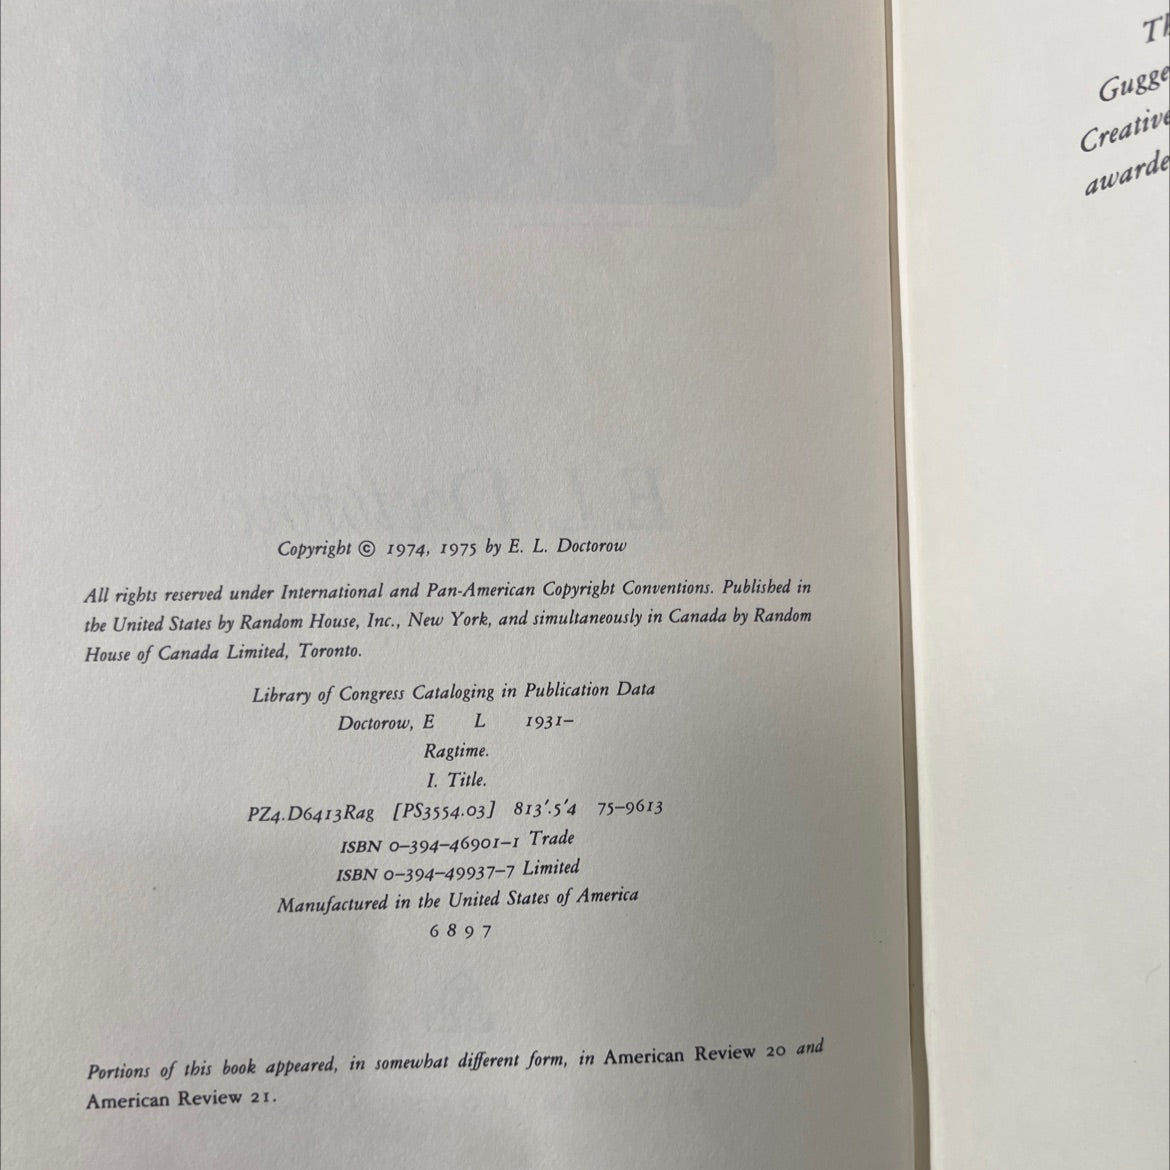 Copyright © 1974, 1975 by E. L. Doctorow
All rights reserved under International and Pan-American Copyright Conventions. Published in
the United States by Random House, Inc., New York, and simultaneously in Canada by Random
House of Canada Limited, Toronto.
Library of Congress Cataloging in Publication Data
Doctorow, E L 1931–
Ragtime.
I. Title.
PZ4.D6413Rag [PS3554.03] 813'.5'4 75–9613
ISBN 0–394–46901–1 Trade
ISBN 0–394–49937–7 Limited
Manufactured in the United States of America
6 8 9 7
Portions of this book appeared, in somewhat different form, in American Review 20 and
American Review 21.
Creative